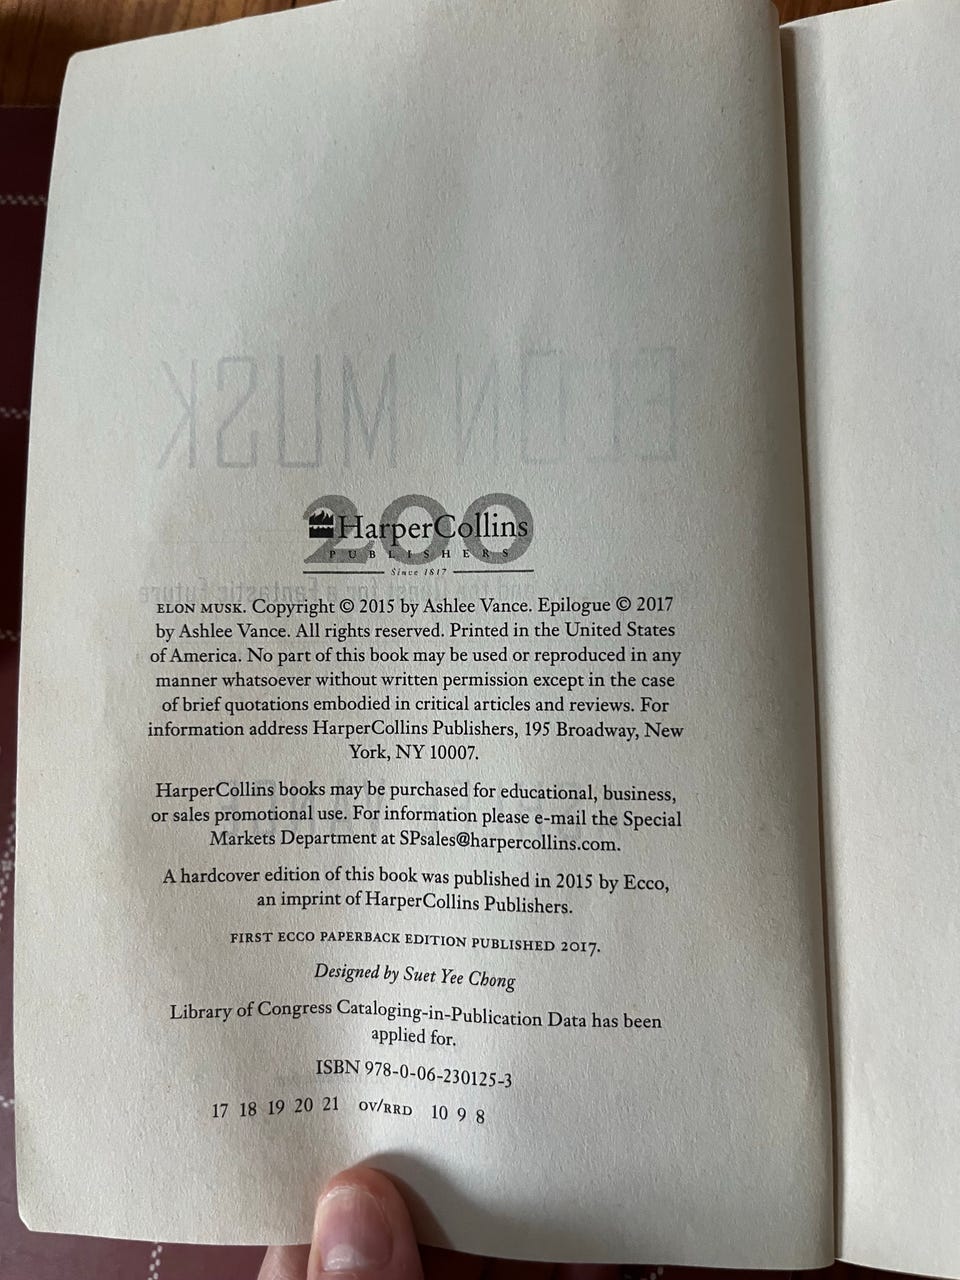 ELON MUSK
200
HarperCollins
PUBLISHERS
Since 1817
Fantastic Future
ELON MUSK. Copyright © 2015 by Ashlee Vance. Epilogue © 2017
by Ashlee Vance. All rights reserved. Printed in the United States
of America. No part of this book may be used or reproduced in any
manner whatsoever without written permission except in the case
of brief quotations embodied in critical articles and reviews. For
information address HarperCollins Publishers, 195 Broadway, New
York, NY 10007.
HarperCollins books may be purchased for educational, business,
or sales promotional use. For information please e-mail the Special
Markets Department at SPsales@harpercollins.com.
A hardcover edition of this book was published in 2015 by Ecco,
an imprint of HarperCollins Publishers.
FIRST ECCO PAPERBACK EDITION PUBLISHED 2017.
Designed by Suet Yee Chong
Library of Congress Cataloging-in-Publication Data has been
applied for.
ISBN 978-0-06-230125-3
17 18 19 20 21 OV/RRD 10 9 8